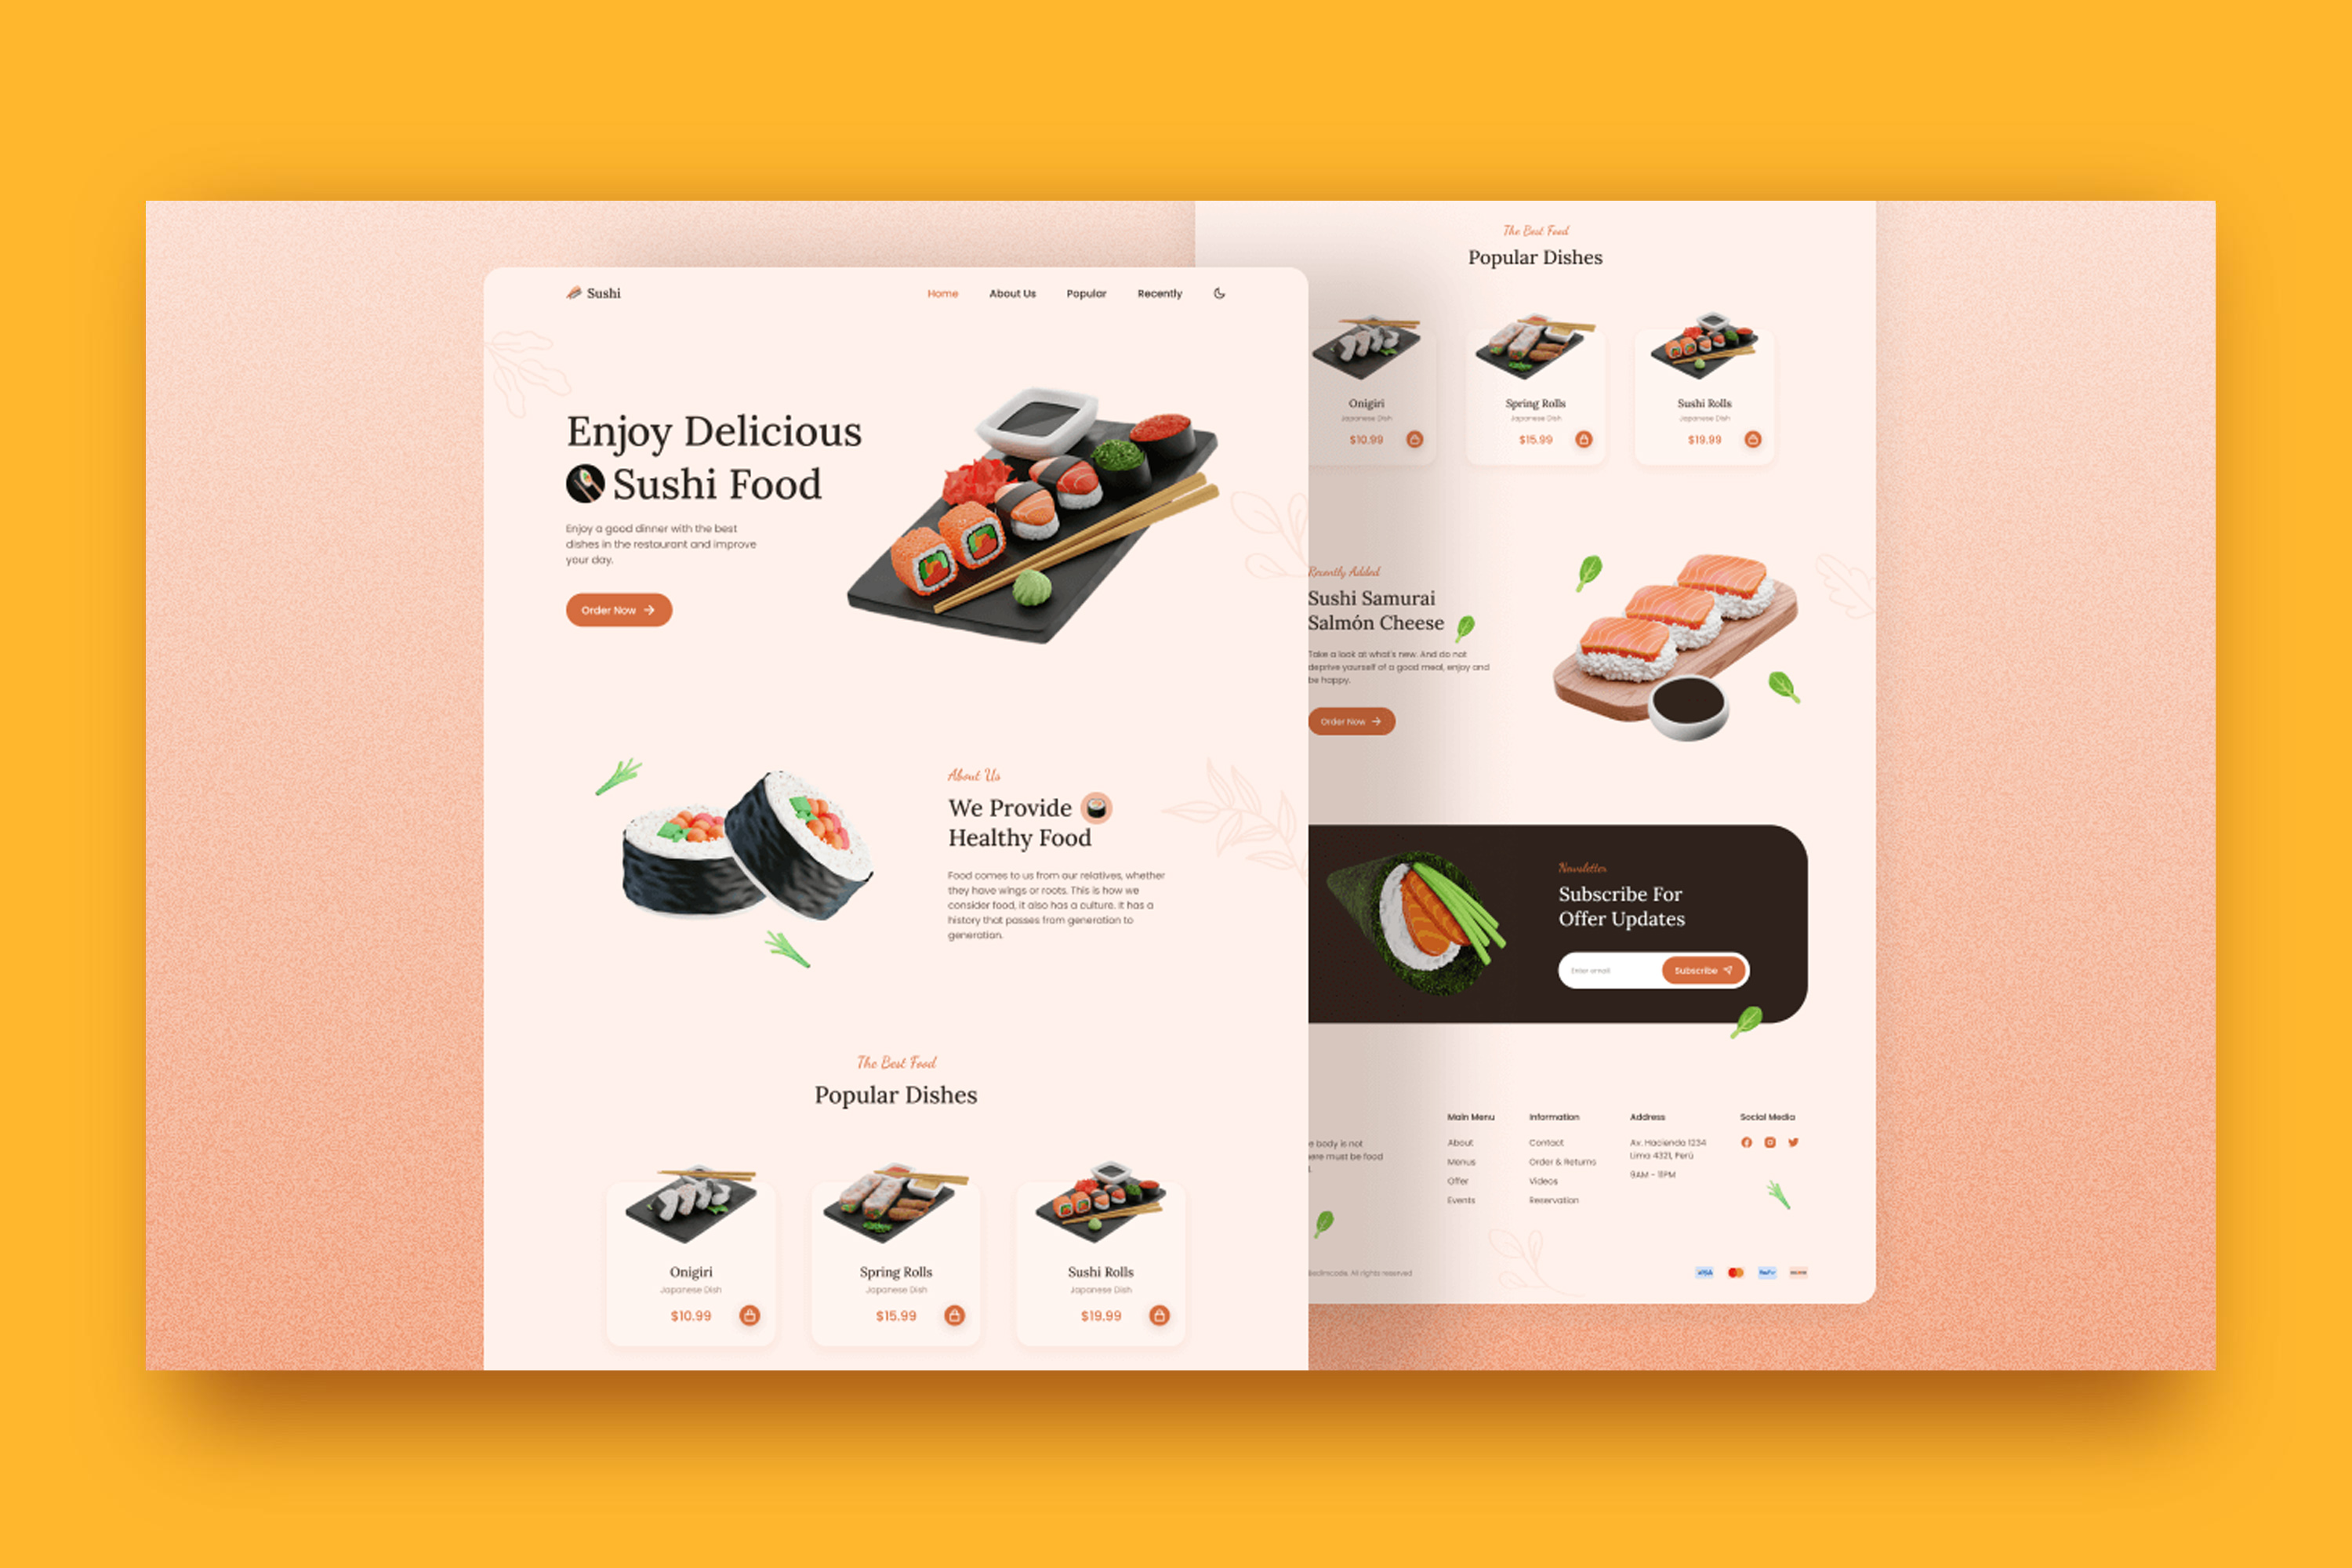 Sushi
Home About Us Popular Recently
Enjoy Delicious
Sushi Food
Enjoy a good dinner with the best
dishes in the restaurant and improve
your day.
Order Now
About Us
We Provide
Healthy Food
Food comes to us from our relatives, whether
they have wings or roots. This is how we
consider food, it also has a culture. It has a
history that passes from generation to
generation.
The Best Food
Popular Dishes
Onigiri
Japanese Dish
$10.99
Spring Rolls
Japanese Dish
$15.99
Sushi Rolls
Japanese Dish
$19.99
The Best Food
Popular Dishes
Onigiri
Japanese Dish
$10.99
Spring Rolls
Japanese Dish
$15.99
Sushi Rolls
Japanese Dish
$19.99
Recently Added
Sushi Samurai
Salmón Cheese
Take a look at what's new. And do not
deprive yourself of a good meal, enjoy and
be happy.
Order Now
Newsletter
Subscribe For
Offer Updates
Enter email
Subscribe
body is not
must be food
Main Menu
About
Menus
Offer
Events
Information
Contact
Order & Returns
Videos
Reservation
Address
Av. Hacienda 1234
Lima 4321, Perú
9AM - 11PM
Social Media
All rights reserved
VISA
PayPal